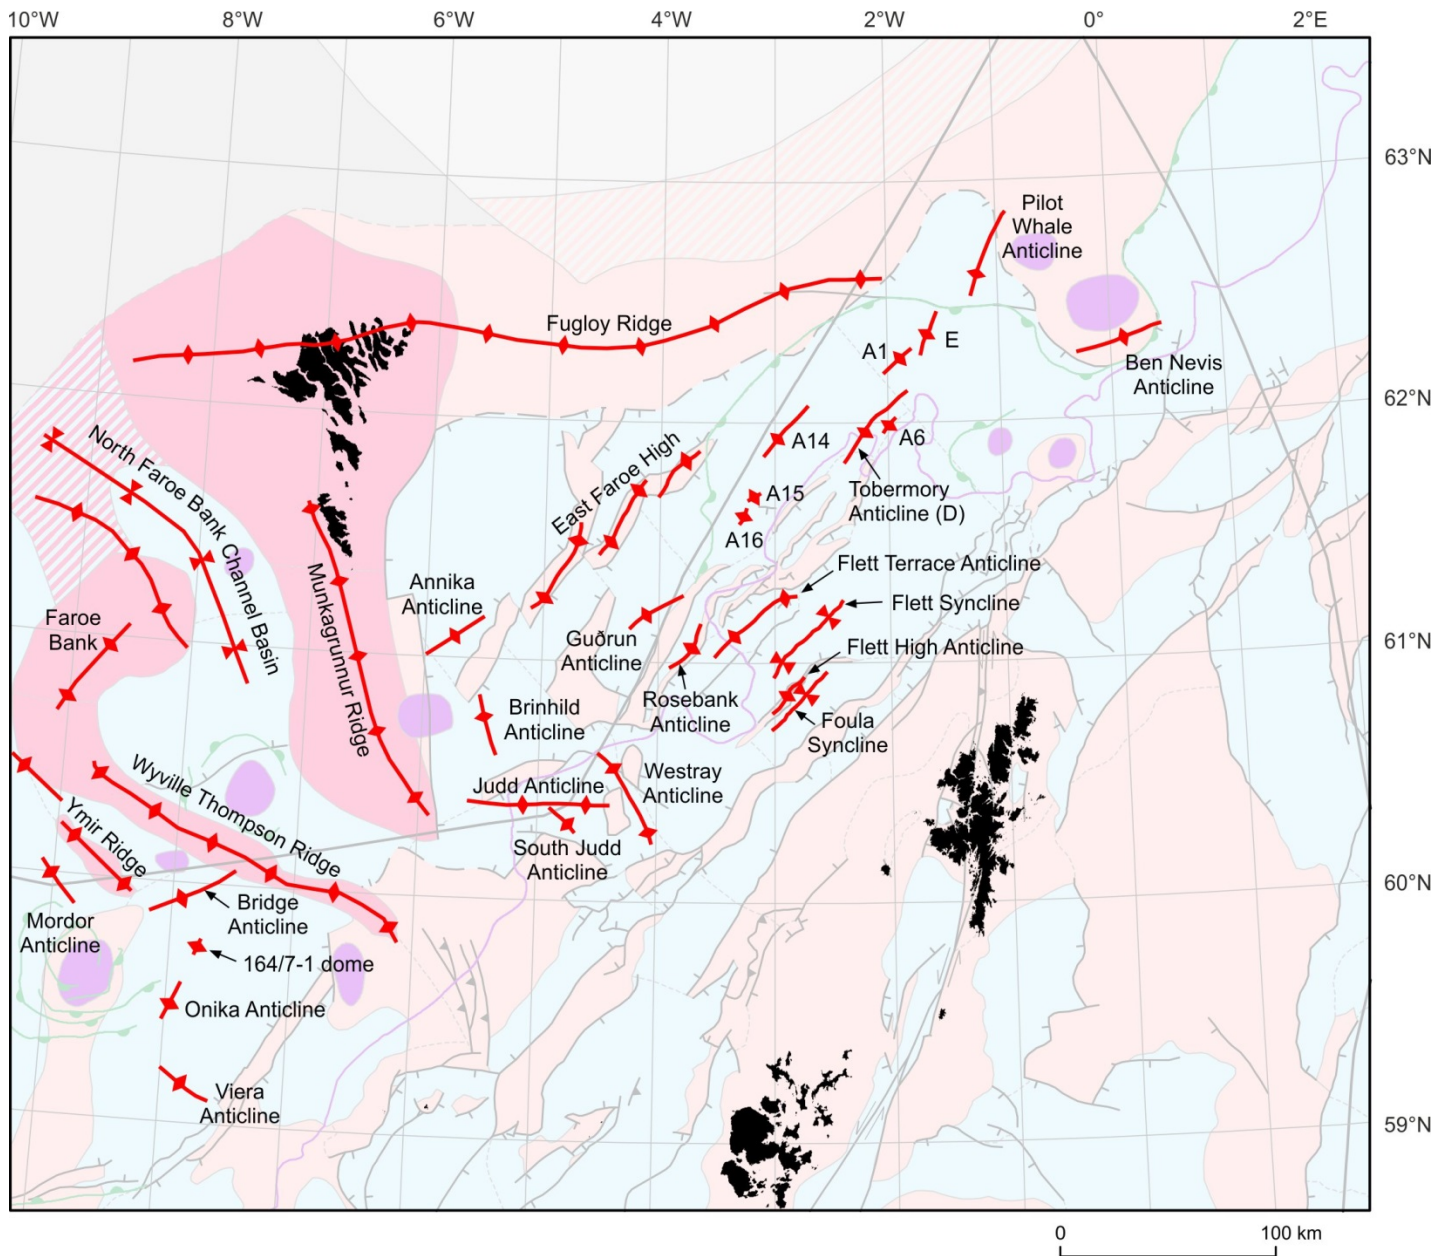 10°W
8°W
6°W
4°W
2°W
0°
2°E
63°N
Pilot
Whale
Anticline
Fugloy Ridge
E
A1
Ben Nevis
Anticline
62°N
North Faroe Bank Channel Basin
East Faroe High
A14
A6
A15
Tobermory
Anticline (D)
A16
Flett Terrace Anticline
Annika
Anticline
Munkagrunnur Ridge
Flett Syncline
Faroe
Bank
Guðrun
Anticline
61°N
Flett High Anticline
Rosebank
Anticline
Brinhild
Anticline
Foula
Syncline
Wyville Thompson Ridge
Judd Anticline
Westray
Anticline
Ymir Ridge
South Judd
Anticline
60°N
Bridge
Anticline
Mordor
Anticline
164/7-1 dome
Onika Anticline
Viera
Anticline
59°N
0
100 km